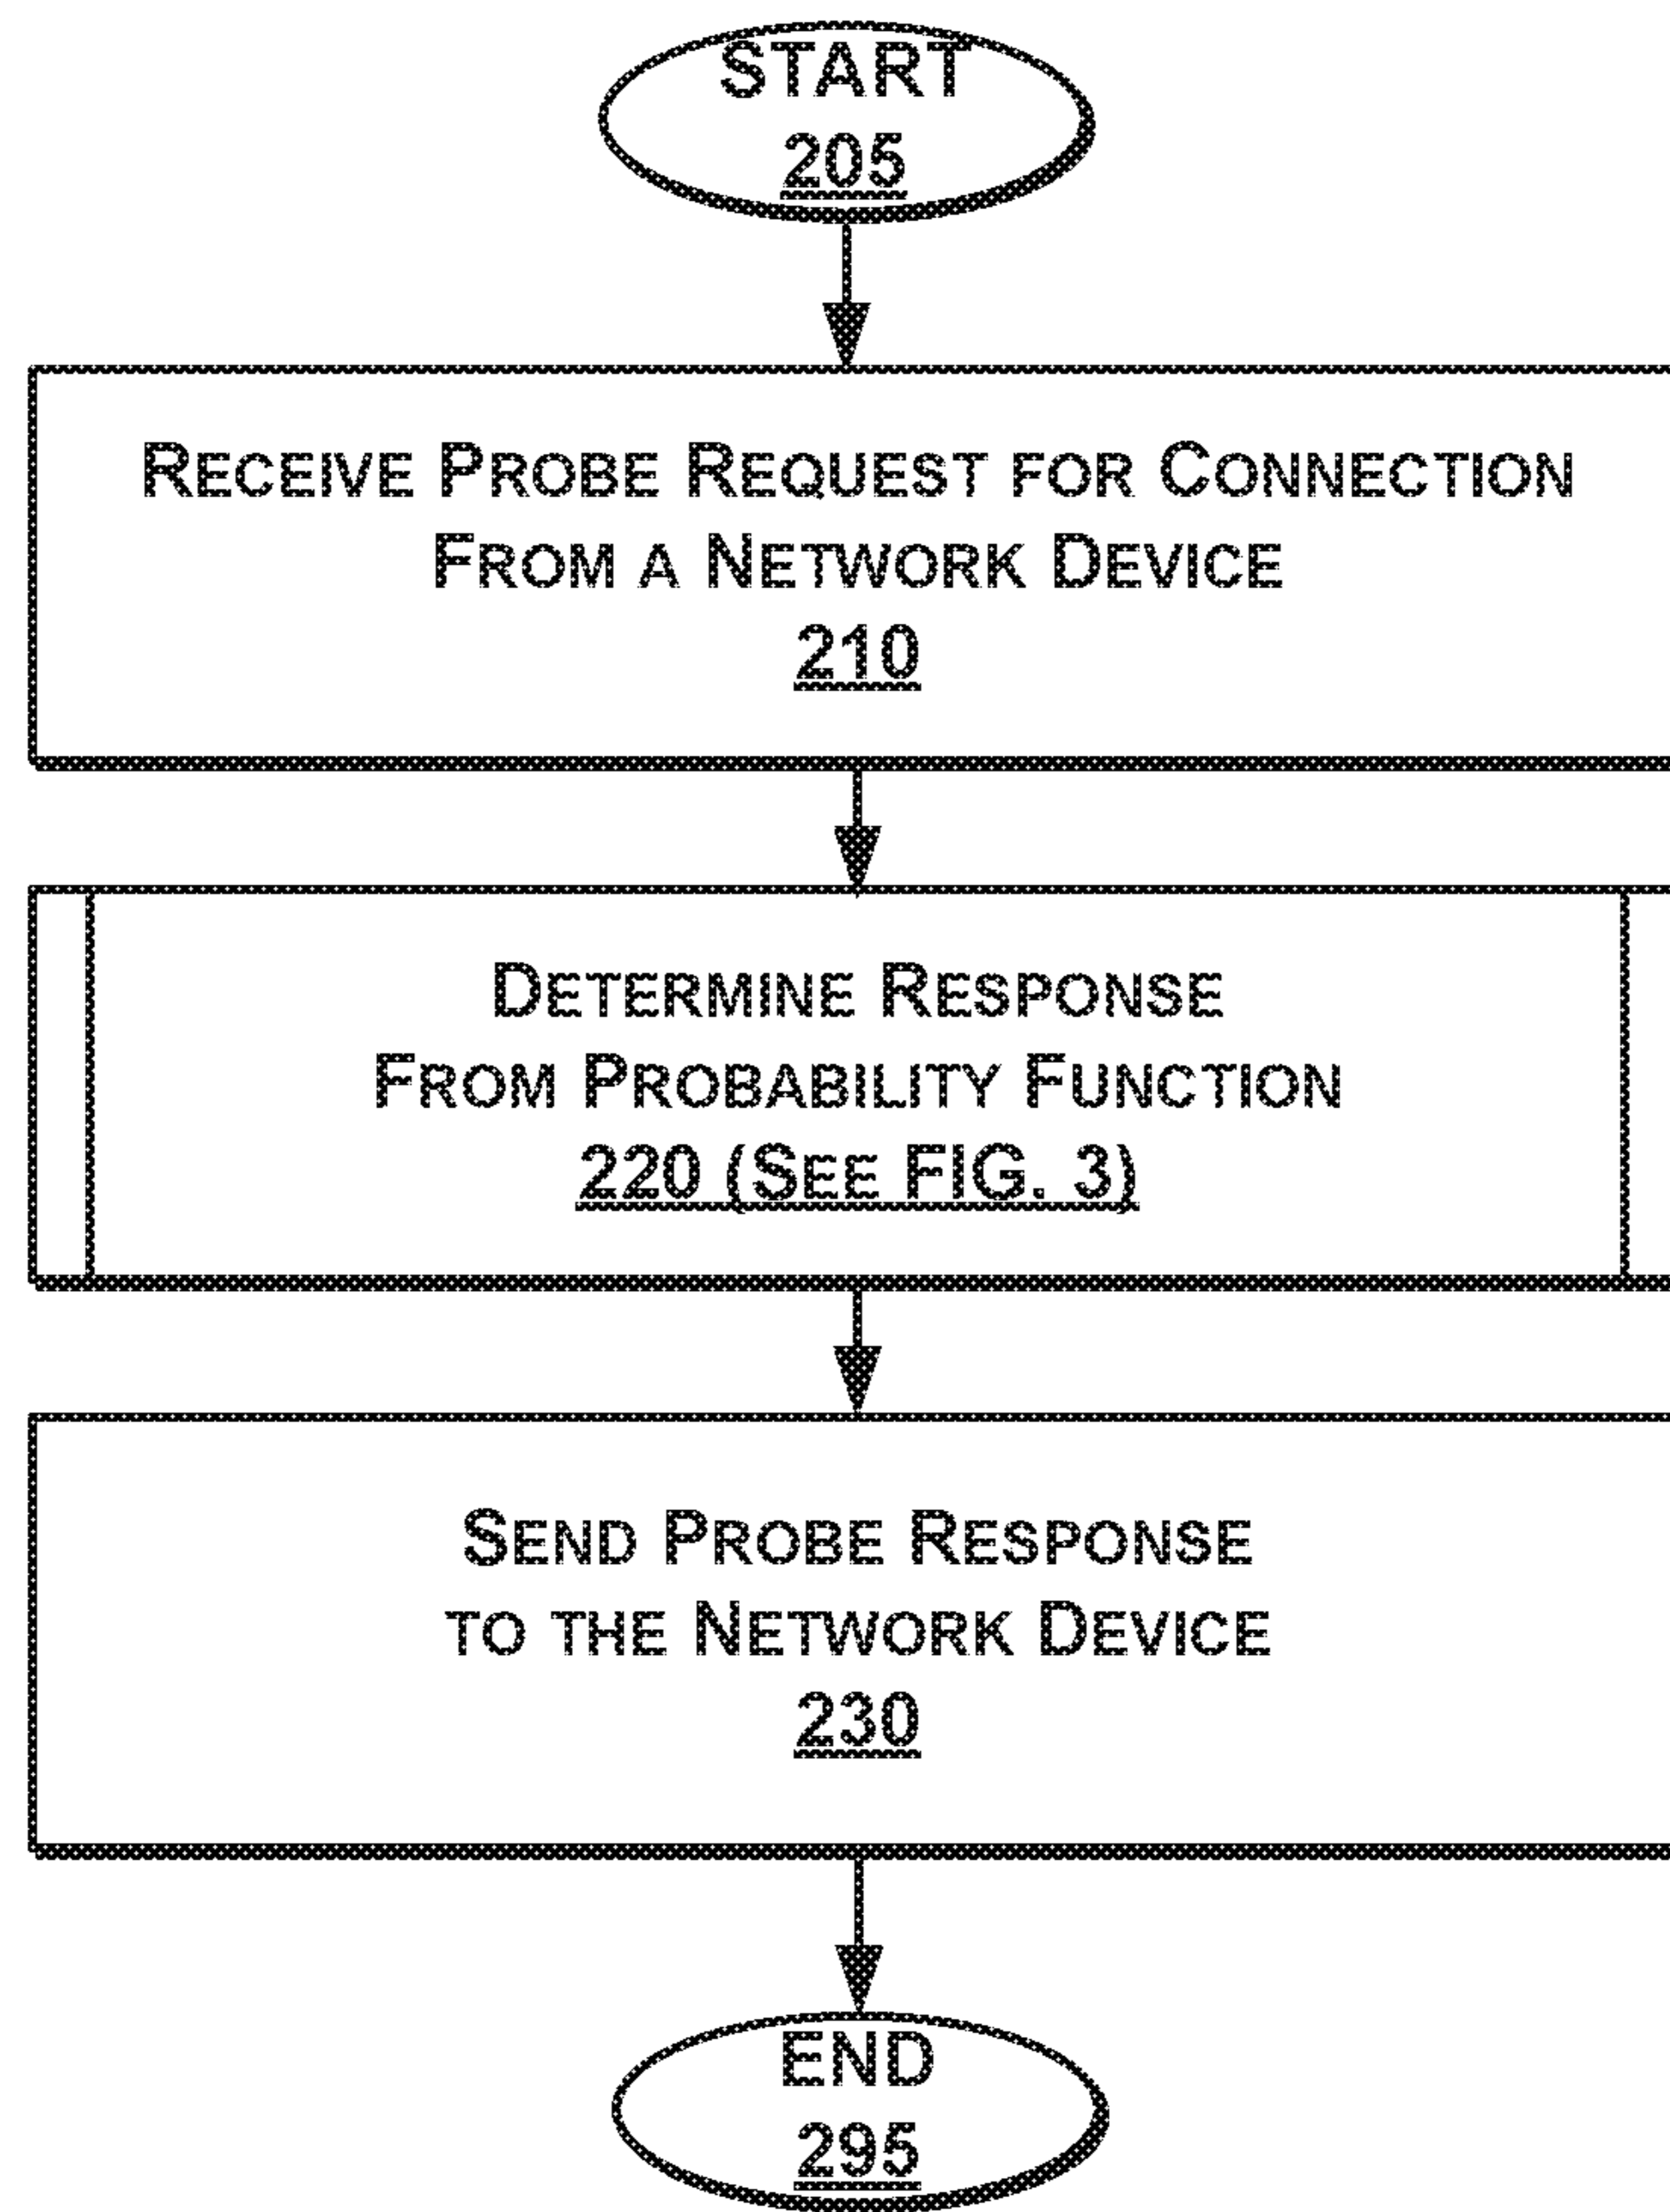 START
205
RECEIVE PROBE REQUEST FOR CONNECTION
FROM A NETWORK DEVICE
210
DETERMINE RESPONSE
FROM PROBABILITY FUNCTION
220 (SEE FIG. 3)
SEND PROBE RESPONSE
TO THE NETWORK DEVICE
230
END
295